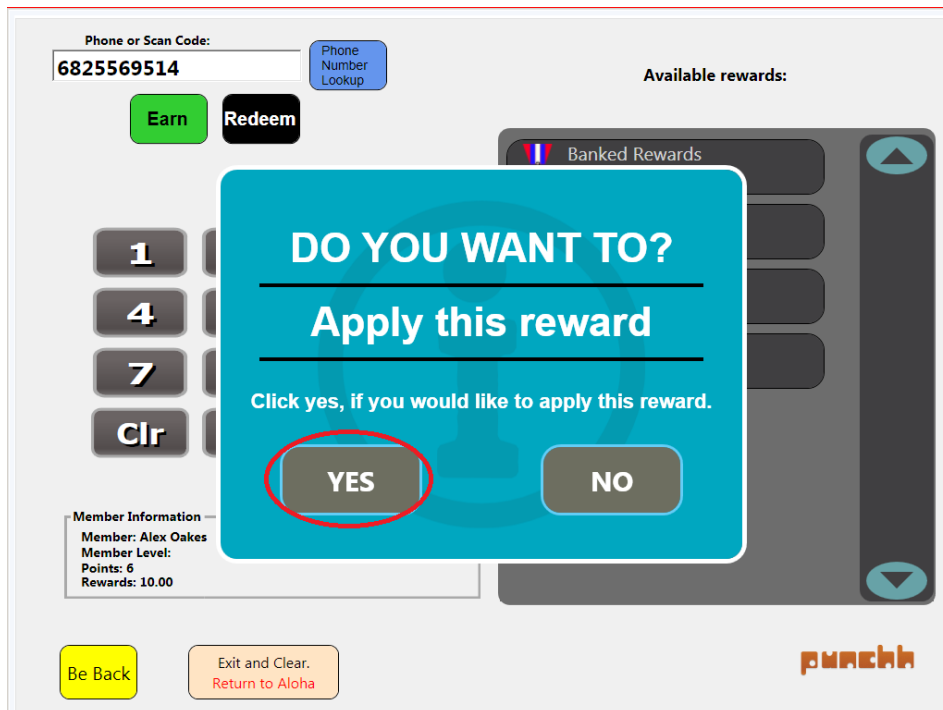 Phone or Scan Code:
6825569514
Phone
Number
Lookup
Available rewards:
Earn
Redeem
Banked Rewards
DO YOU WANT TO?
Apply this reward
Click yes, if you would like to apply this reward.
YES
NO
1
4
7
Clr
Member Information
Member: Alex Oakes
Member Level:
Points: 6
Rewards: 10.00
Be Back
Exit and Clear.
Return to Aloha
punchh